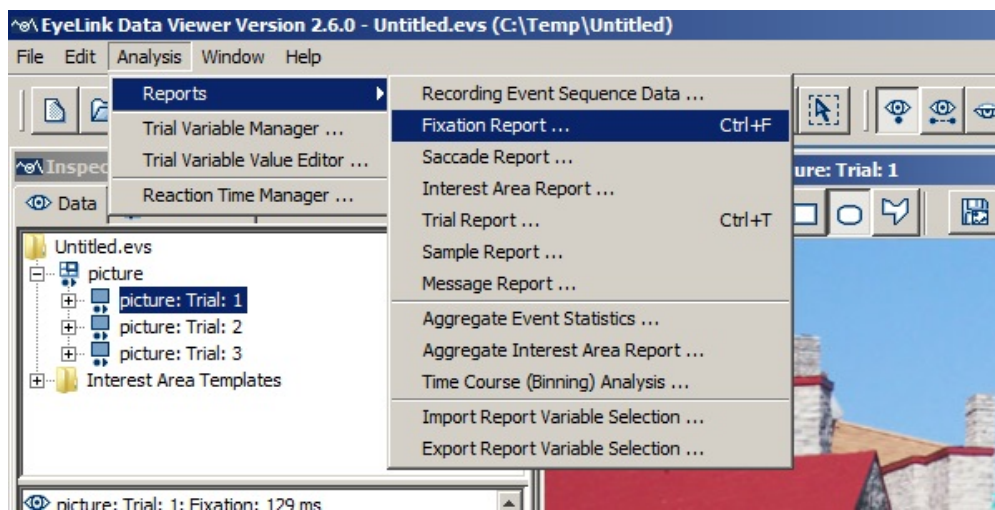 EyeLink Data Viewer Version 2.6.0 - Untitled.evs (C:\Temp\Untitled)
File Edit Analysis Window Help
Reports
Trial Variable Manager ...
Trial Variable Value Editor ...
Reaction Time Manager ...
Recording Event Sequence Data ...
Fixation Report ... Ctrl+F
Saccade Report ...
Interest Area Report ...
Trial Report ... Ctrl+T
Sample Report ...
Message Report ...
Aggregate Event Statistics ...
Aggregate Interest Area Report ...
Time Course (Binning) Analysis ...
Import Report Variable Selection ...
Export Report Variable Selection ...
Inspec
Data
Untitled.evs
picture
picture: Trial: 1
picture: Trial: 2
picture: Trial: 3
Interest Area Templates
picture: Trial: 1: Fixation: 129 ms
ure: Trial: 1